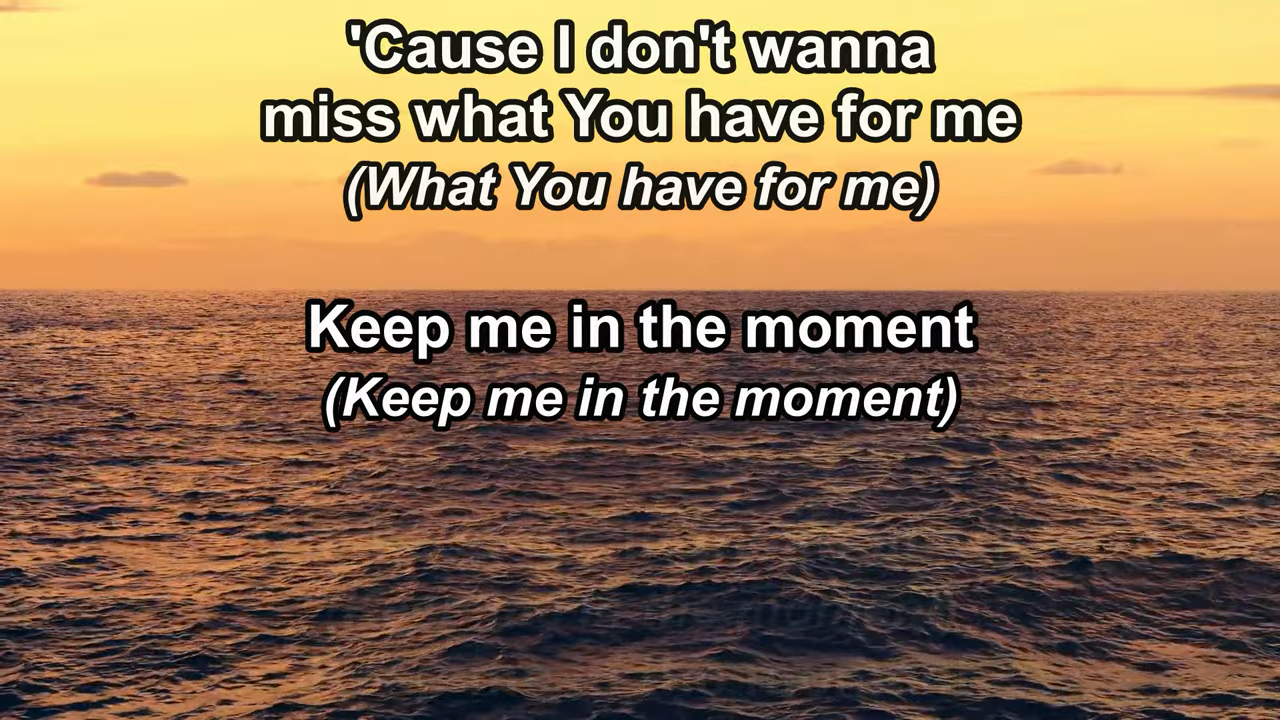 'Cause I don't wanna
miss what You have for me
(What You have for me)
Keep me in the moment
(Keep me in the moment)